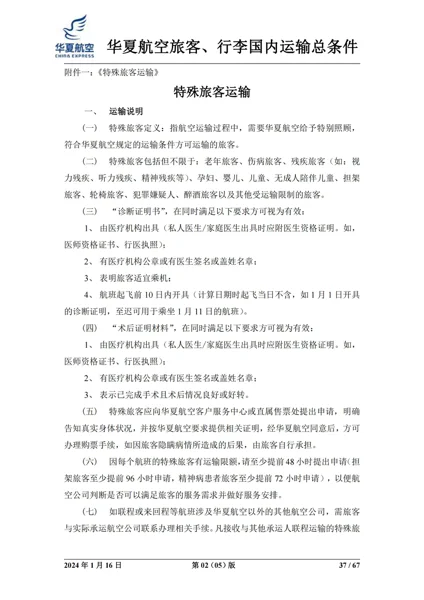 华夏航空
CHINA EXPRESS
华夏航空旅客、行李国内运输总条件
附件一：《特殊旅客运输》
特殊旅客运输
一、 运输说明
（一） 特殊旅客定义：指航空运输过程中，需要华夏航空给予特别照顾，
符合华夏航空规定的运输条件方可运输的旅客。
（二） 特殊旅客包括但不限于：老年旅客、伤病旅客、残疾旅客（如：视
力残疾、听力残疾、精神残疾等）、孕妇、婴儿、儿童、无成人陪伴儿童、担架
旅客、轮椅旅客、犯罪嫌疑人、醉酒旅客以及其他受运输限制的旅客。
（三） “诊断证明书”，在同时满足以下要求方可视为有效：
1、 由医疗机构出具（私人医生/家庭医生出具时应附医生资格证明。如，
医师资格证书、行医执照）；
2、 有医疗机构公章或有医生签名或盖姓名章；
3、 表明旅客适宜乘机；
4、 航班起飞前 10 日内开具（计算日期时起飞当日不含，如 1 月 1 日开具
的诊断证明，至迟可用于乘坐 1 月 11 日的航班）。
（四） “术后证明材料”，在同时满足以下要求方可视为有效：
1、 由医疗机构出具（私人医生/家庭医生出具时应附医生资格证明。如，
医师资格证书、行医执照）；
2、 有医疗机构公章或有医生签名或盖姓名章；
3、 表示已完成手术且术后情况良好或好转。
（五） 特殊旅客应向华夏航空客户服务中心或直属售票处提出申请，明确
告知真实身体状况，并按华夏航空要求提供相关证明，经华夏航空同意后，方可
办理购票手续，如因旅客隐瞒病情所造成的后果，由旅客自行承担。
（六） 因每个航班的特殊旅客有运输限额，请至少提前 48 小时提出申请（担
架旅客至少提前 96 小时申请，精神病患者旅客至少提前 72 小时申请），以便航
空公司判断是否可以满足旅客的服务需求并做好服务安排。
（七） 如联程或来回程等航班涉及华夏航空以外的其他航空公司，需旅客
与实际承运航空公司联系办理相关手续。凡接收与其他承运人联程运输的特殊旅
2024 年 1 月 16 日 第 02（05）版 37 / 67